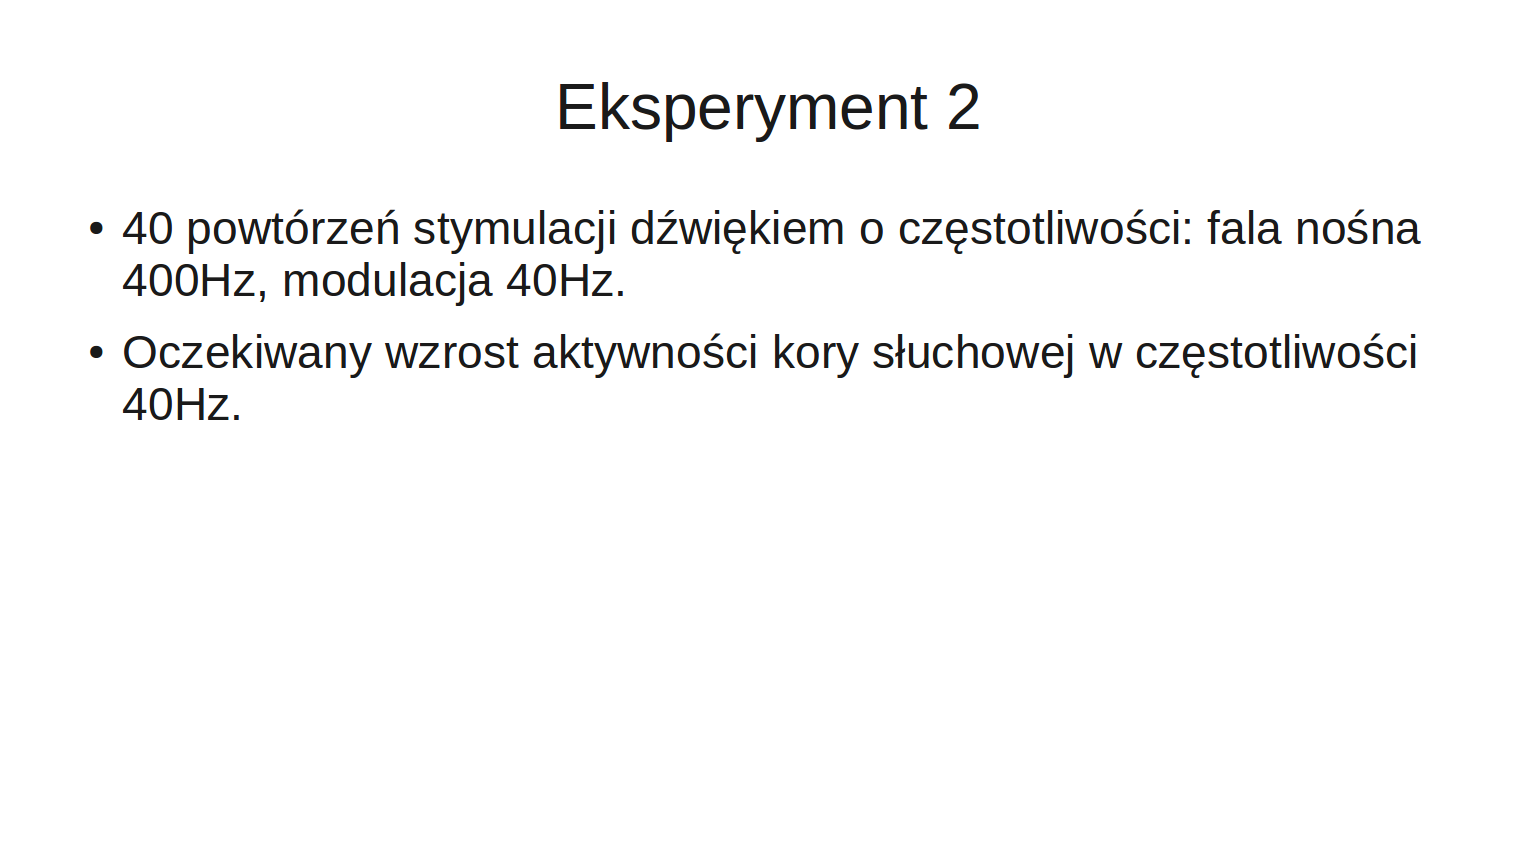 Eksperyment 2
• 40 powtórzeń stymulacji dźwiękiem o częstotliwości: fala nośna
400Hz, modulacja 40Hz.
• Oczekiwany wzrost aktywności kory słuchowej w częstotliwości
40Hz.